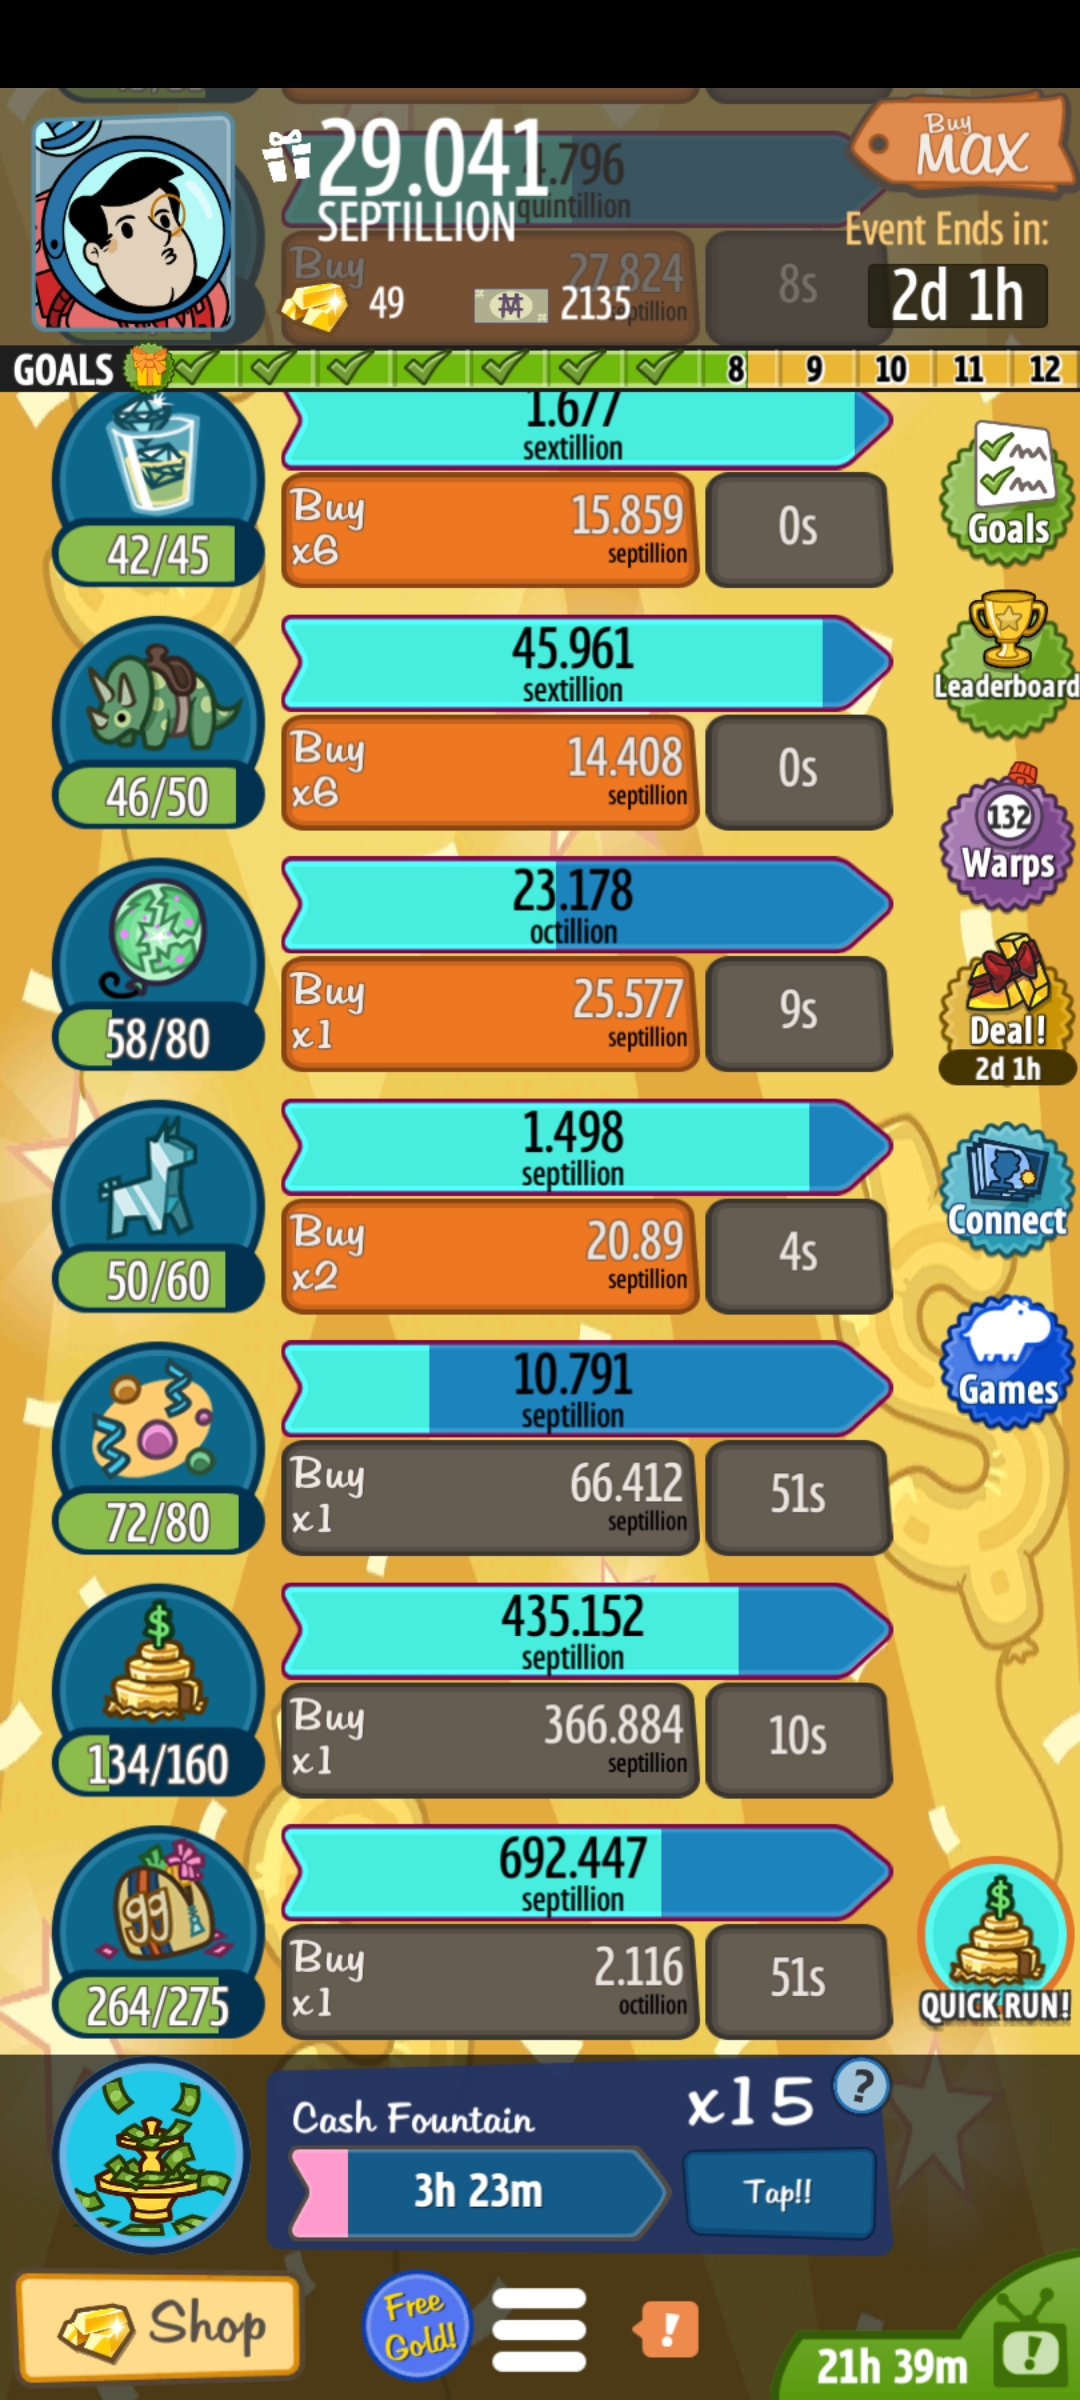 29.041
SEPTILLION
49
2135
4.796
quintillion
Buy
27.824
septillion
8s
Buy
MAX
Event Ends in:
2d 1h
GOALS
8
9
10
11
12
1.677
sextillion
42/45
Buy
x6
15.859
septillion
0s
Goals
45.961
sextillion
46/50
Buy
x6
14.408
septillion
0s
Leaderboard
132
Warps
23.178
octillion
58/80
Buy
x1
25.577
septillion
9s
Deal!
2d 1h
1.498
septillion
50/60
Buy
x2
20.89
septillion
4s
Connect
10.791
septillion
72/80
Buy
x1
66.412
septillion
51s
Games
435.152
septillion
134/160
Buy
x1
366.884
septillion
10s
692.447
septillion
99
264/275
Buy
x1
2.116
octillion
51s
QUICK RUN!
Cash Fountain
x15
?
3h 23m
Tap!!
Shop
Free
Gold!
!
21h 39m
!